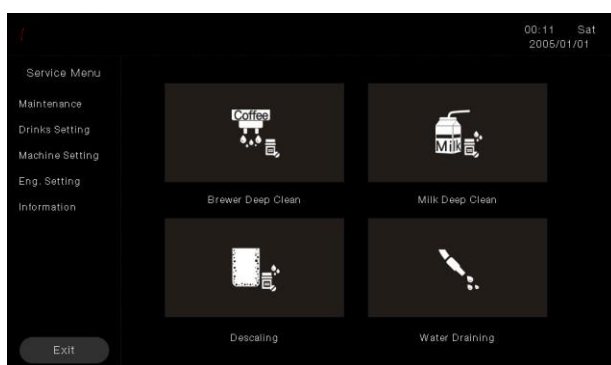 00:11 Sat
2005/01/01
Service Menu
Maintenance
Drinks Setting
Machine Setting
Eng. Setting
Information
Exit
Coffee
Brewer Deep Clean
Milk
Milk Deep Clean
Descaling
Water Draining